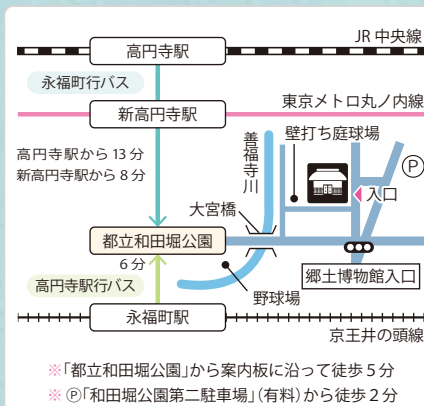 JR 中央線
高円寺駅
永福町行バス
東京メトロ丸ノ内線
新高円寺駅
高円寺駅から 13 分
新高円寺駅から 8 分
善福寺川
壁打ち庭球場
P
入口
大宮橋
都立和田堀公園
6 分
郷土博物館入口
高円寺駅行バス
野球場
永福町駅
京王井の頭線
※「都立和田堀公園」から案内板に沿って徒歩 5 分
※ Ⓟ「和田堀公園第二駐車場」(有料)から徒歩 2 分